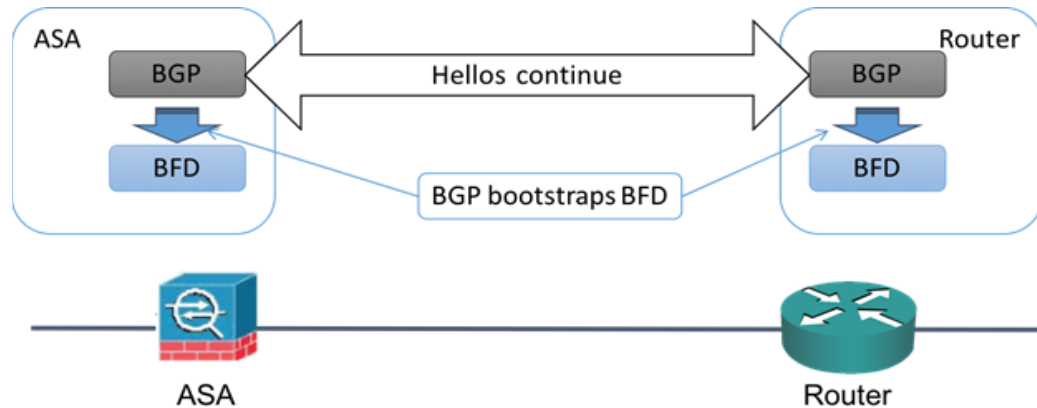 ASA
Router
BGP
Hellos continue
BGP
BFD
BFD
BGP bootstraps BFD
ASA
Router